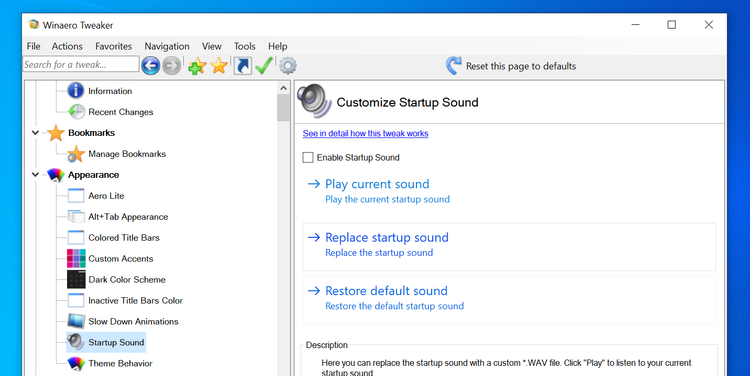 Winaero Tweaker
File Actions Favorites Navigation View Tools Help
Search for a tweak...
Reset this page to defaults
Information
Recent Changes
Bookmarks
Manage Bookmarks
Appearance
Aero Lite
Alt+Tab Appearance
Colored Title Bars
Custom Accents
Dark Color Scheme
Inactive Title Bars Color
Slow Down Animations
Startup Sound
Theme Behavior
Customize Startup Sound
See in detail how this tweak works
Enable Startup Sound
Play current sound
Play the current startup sound
Replace startup sound
Replace the startup sound
Restore default sound
Restore the default startup sound
Description
Here you can replace the startup sound with a custom *.WAV file. Click "Play" to listen to your current
startup sound